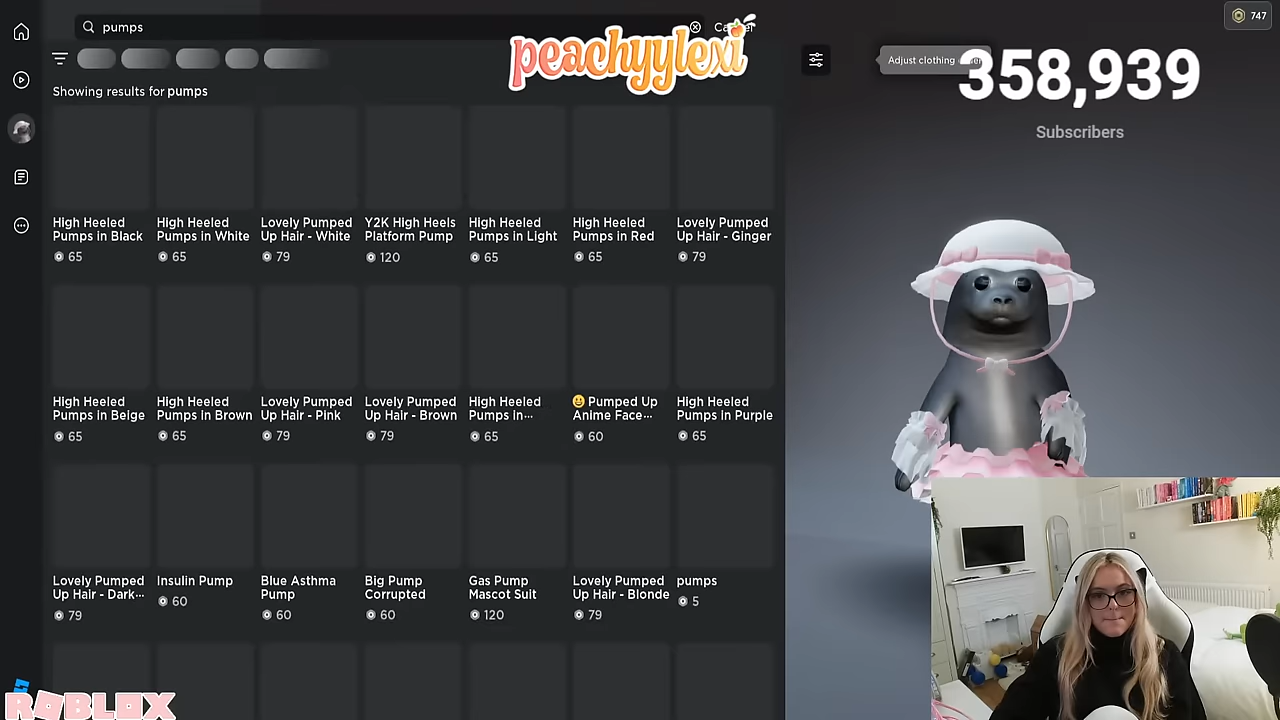 pumps
peachyylexi
747
Adjust clothing
358,939
Subscribers
Showing results for pumps
High Heeled Pumps in Black
65
High Heeled Pumps in White
65
Lovely Pumped Up Hair - White
79
Y2K High Heels Platform Pump
120
High Heeled Pumps in Light
65
High Heeled Pumps in Red
65
Lovely Pumped Up Hair - Ginger
79
High Heeled Pumps in Beige
65
High Heeled Pumps in Brown
65
Lovely Pumped Up Hair - Pink
79
Lovely Pumped Up Hair - Brown
79
High Heeled Pumps in...
65
Pumped Up Anime Face...
60
High Heeled Pumps in Purple
65
Lovely Pumped Up Hair - Dark...
79
Insulin Pump
60
Blue Asthma Pump
60
Big Pump Corrupted
60
Gas Pump Mascot Suit
120
Lovely Pumped Up Hair - Blonde
79
pumps
5
ROBLOX